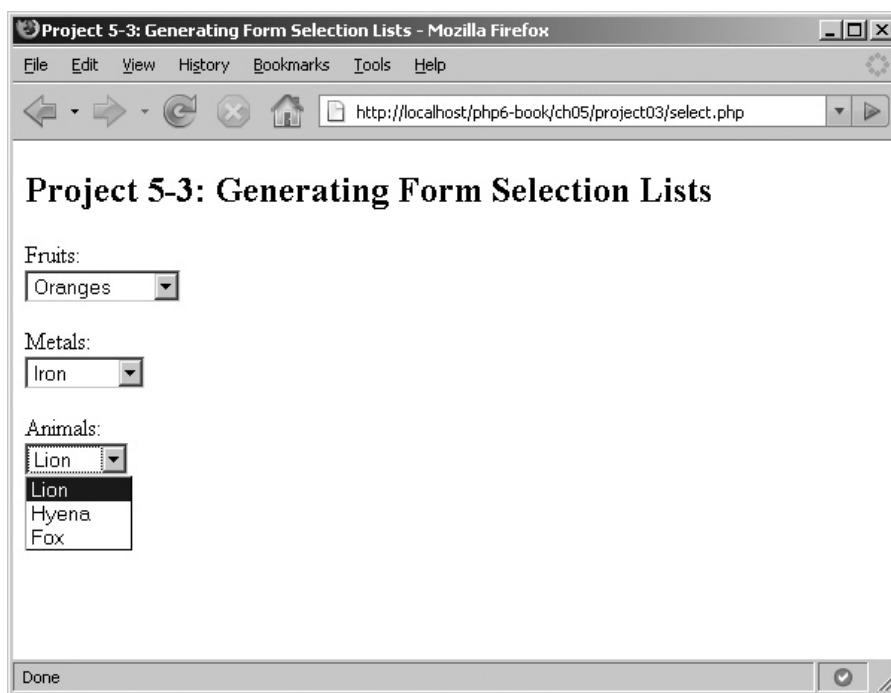 Project 5-3: Generating Form Selection Lists - Mozilla Firefox
File Edit View History Bookmarks Tools Help
http://localhost/php6-book/ch05/project03/select.php
Project 5-3: Generating Form Selection Lists
Fruits:
Oranges
Metals:
Iron
Animals:
Lion
Lion
Hyena
Fox
Done